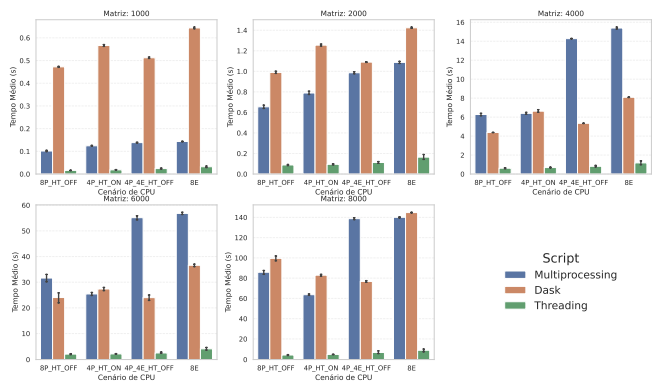 Matriz: 1000
Tempo Médio (s)
0.6
0.5
0.4
0.3
0.2
0.1
0.0
8P_HT_OFF 4P_HT_ON 4P_4E_HT_OFF 8E
Cenário de CPU
Matriz: 2000
Tempo Médio (s)
1.4
1.2
1.0
0.8
0.6
0.4
0.2
0.0
8P_HT_OFF 4P_HT_ON 4P_4E_HT_OFF 8E
Cenário de CPU
Matriz: 4000
Tempo Médio (s)
16
14
12
10
8
6
4
2
0
8P_HT_OFF 4P_HT_ON 4P_4E_HT_OFF 8E
Cenário de CPU
Matriz: 6000
Tempo Médio (s)
60
50
40
30
20
10
0
8P_HT_OFF 4P_HT_ON 4P_4E_HT_OFF 8E
Cenário de CPU
Matriz: 8000
Tempo Médio (s)
140
120
100
80
60
40
20
0
8P_HT_OFF 4P_HT_ON 4P_4E_HT_OFF 8E
Cenário de CPU
Script
Multiprocessing
Dask
Threading